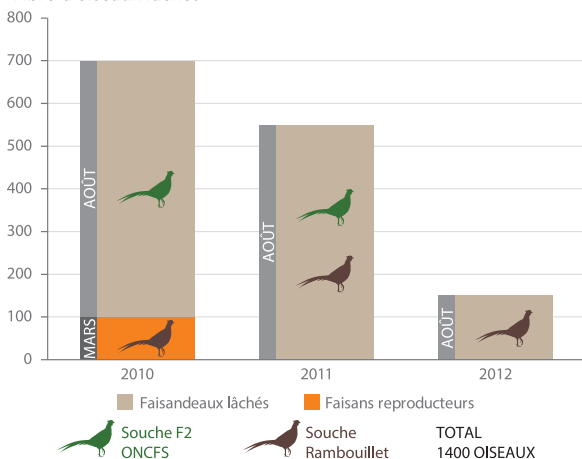 800
700
600
500
400
300
200
100
0
AOÛT
MARS
AOÛT
AOÛT
2010
2011
2012
Faisandeaux lâchés
Faisans reproducteurs
Souche F2
ONCFS
Souche
Rambouillet
TOTAL
1400 OISEAUX